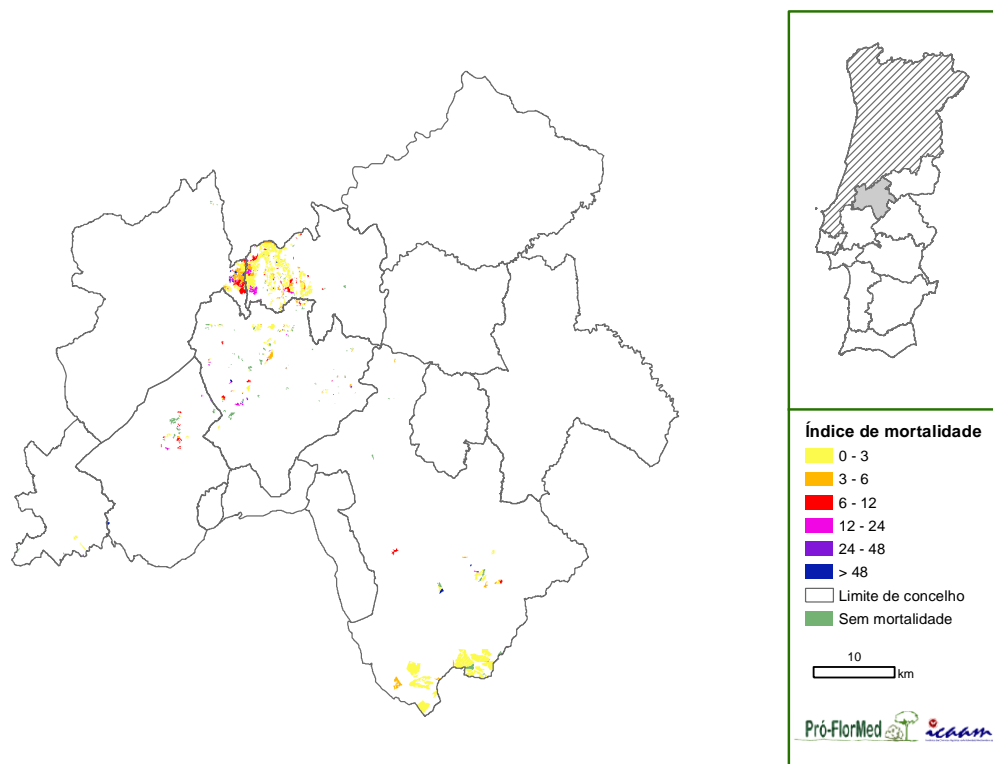 Índice de mortalidade
0 - 3
3 - 6
6 - 12
12 - 24
24 - 48
> 48
Limite de concelho
Sem mortalidade
10
km
Pró-FlorMed
icaam